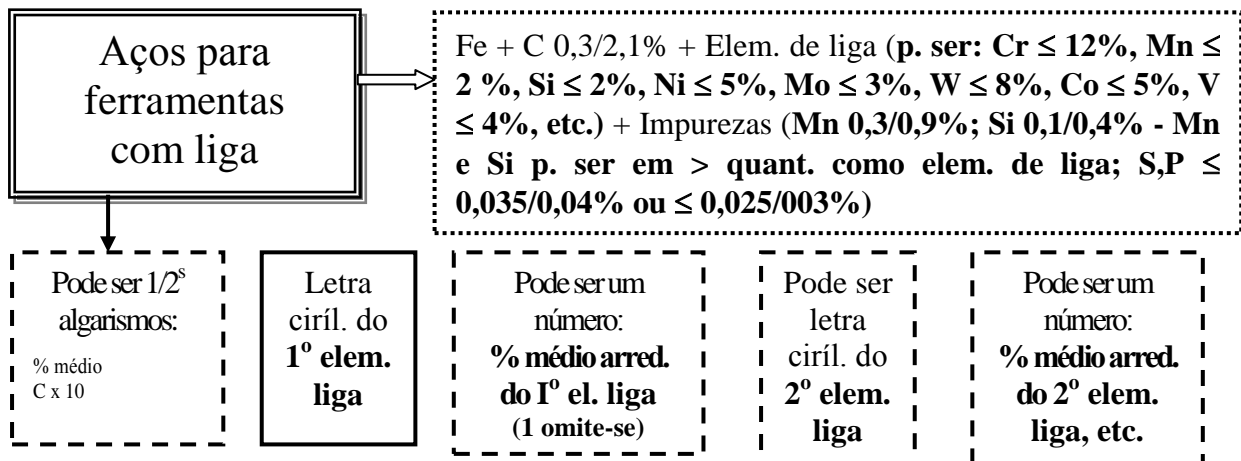 Aços para
ferramentas
com liga
Fe + C 0,3/2,1% + Elem. de liga (p. ser: Cr ≤ 12%, Mn ≤
2 %, Si ≤ 2%, Ni ≤ 5%, Mo ≤ 3%, W ≤ 8%, Co ≤ 5%, V
≤ 4%, etc.) + Impurezas (Mn 0,3/0,9%; Si 0,1/0,4% - Mn
e Si p. ser em > quant. como elem. de liga; S,P ≤
0,035/0,04% ou ≤ 0,025/003%)
Pode ser 1/2ˢ
algarismos:
% médio
C x 10
Letra
ciríl. do
1º elem.
liga
Pode ser um
número:
% médio arred.
do Iº el. liga
(1 omite-se)
Pode ser
letra
ciríl. do
2º elem.
liga
Pode ser um
número:
% médio arred.
do 2º elem.
liga, etc.